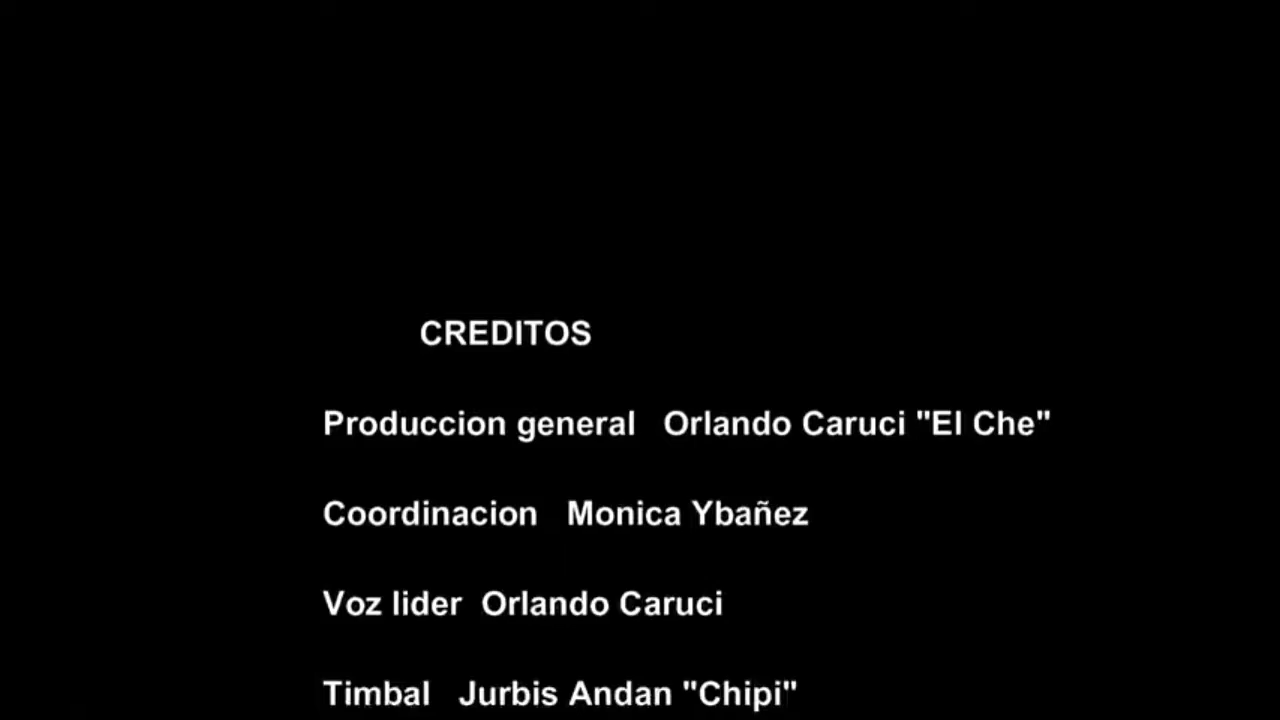 CREDITOS
Produccion general Orlando Caruci "El Che"
Coordinacion Monica Ybañez
Voz lider Orlando Caruci
Timbal Jurbis Andan "Chipi"